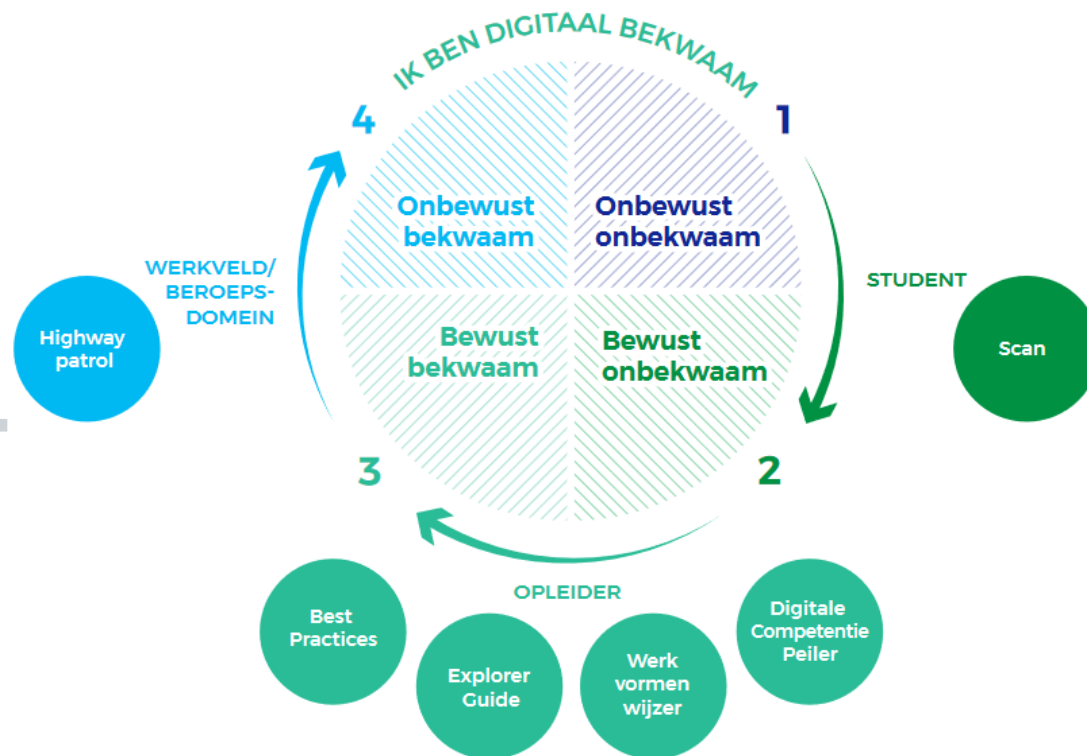 IK BEN DIGITAAL BEKWAAM
4
1
Onbewust
bekwaam
Onbewust
onbekwaam
WERKVELD/
BEROEPS-
DOMEIN
STUDENT
Highway
patrol
Bewust
bekwaam
Bewust
onbekwaam
Scan
3
2
OPLEIDER
Best
Practices
Explorer
Guide
Werk
vormen
wijzer
Digitale
Competentie
Peiler